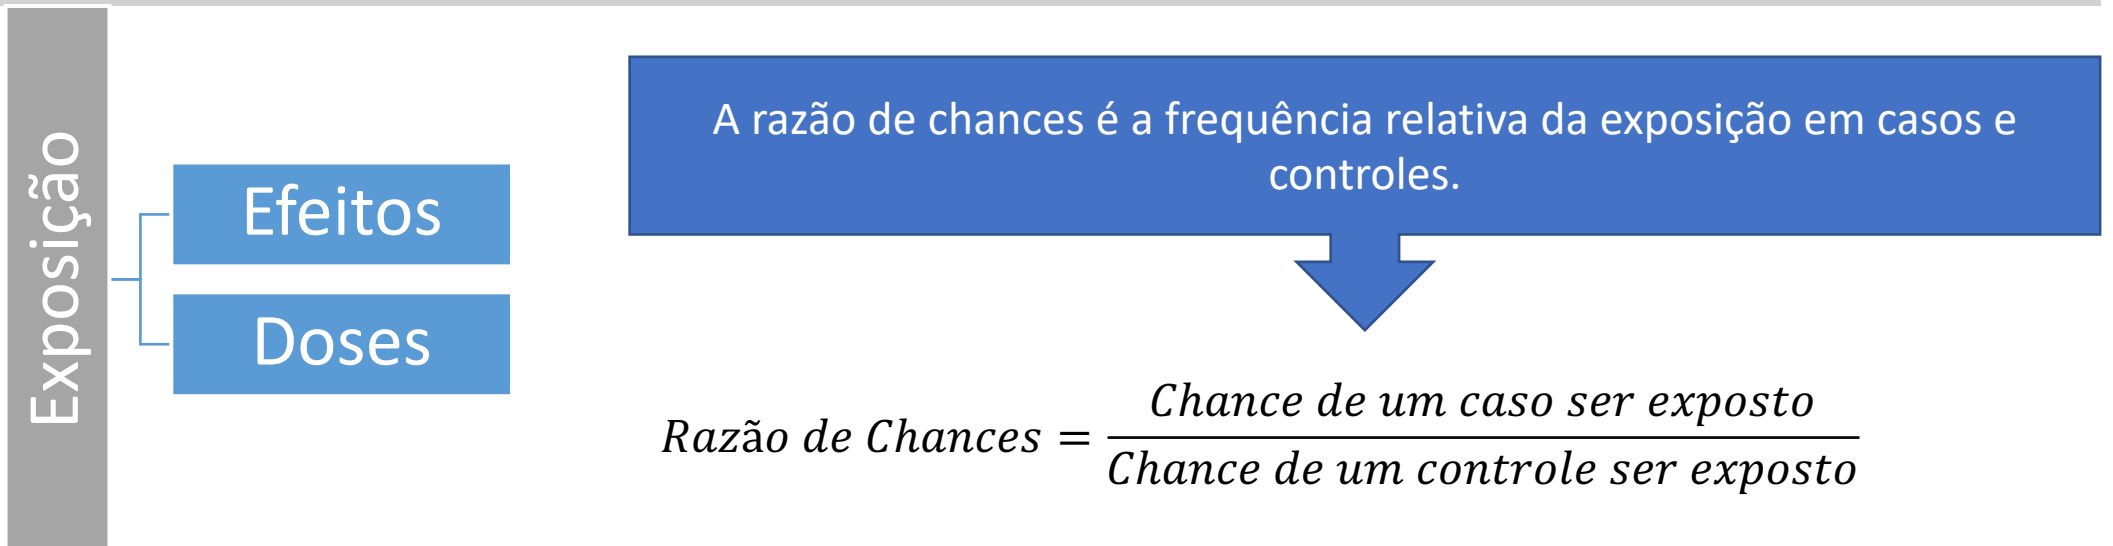 Exposição
Efeitos
Doses
A razão de chances é a frequência relativa da exposição em casos e
controles.
Razão de Chances = Chance de um caso ser exposto
Chance de um controle ser exposto